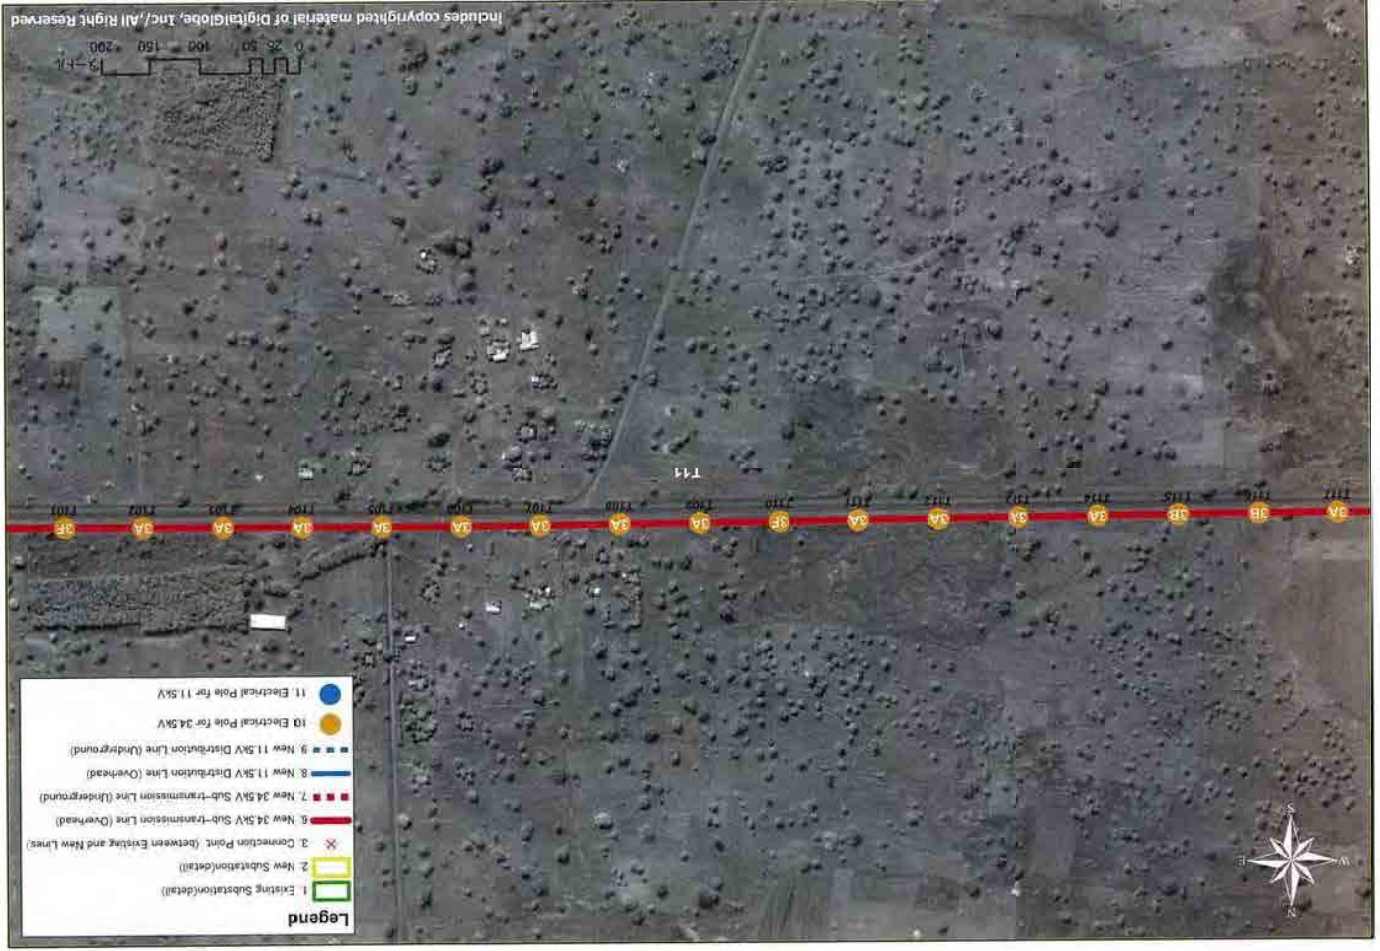 N
W E
S
Legend
1. Existing Substation(detail)
2. New Substation(detail)
3. Connection Point (between Existing and New Lines)
6. New 34.5kV Sub-transmission Line (Overhead)
7. New 34.5kV Sub-transmission Line (Underground)
8. New 11.5kV Distribution Line (Overhead)
9. New 11.5kV Distribution Line (Underground)
10. Electrical Pole for Pole 34.5kV
11. Electrical Pole for 11.5kV
3A 3B 3B 3A 3A 3A 3A 3F 3A 3A 3A 3A 3A 3A 3A 3A 3F
T117 T116 T115 T114 T113 T112 T111 T110 T109 T108 T107 T106 T105 T104 T103 T102 T101
T11
0 25 50 100 150 200
メートル
includes copyrighted material of DigitalGlobe, Inc/,All Right Reserved